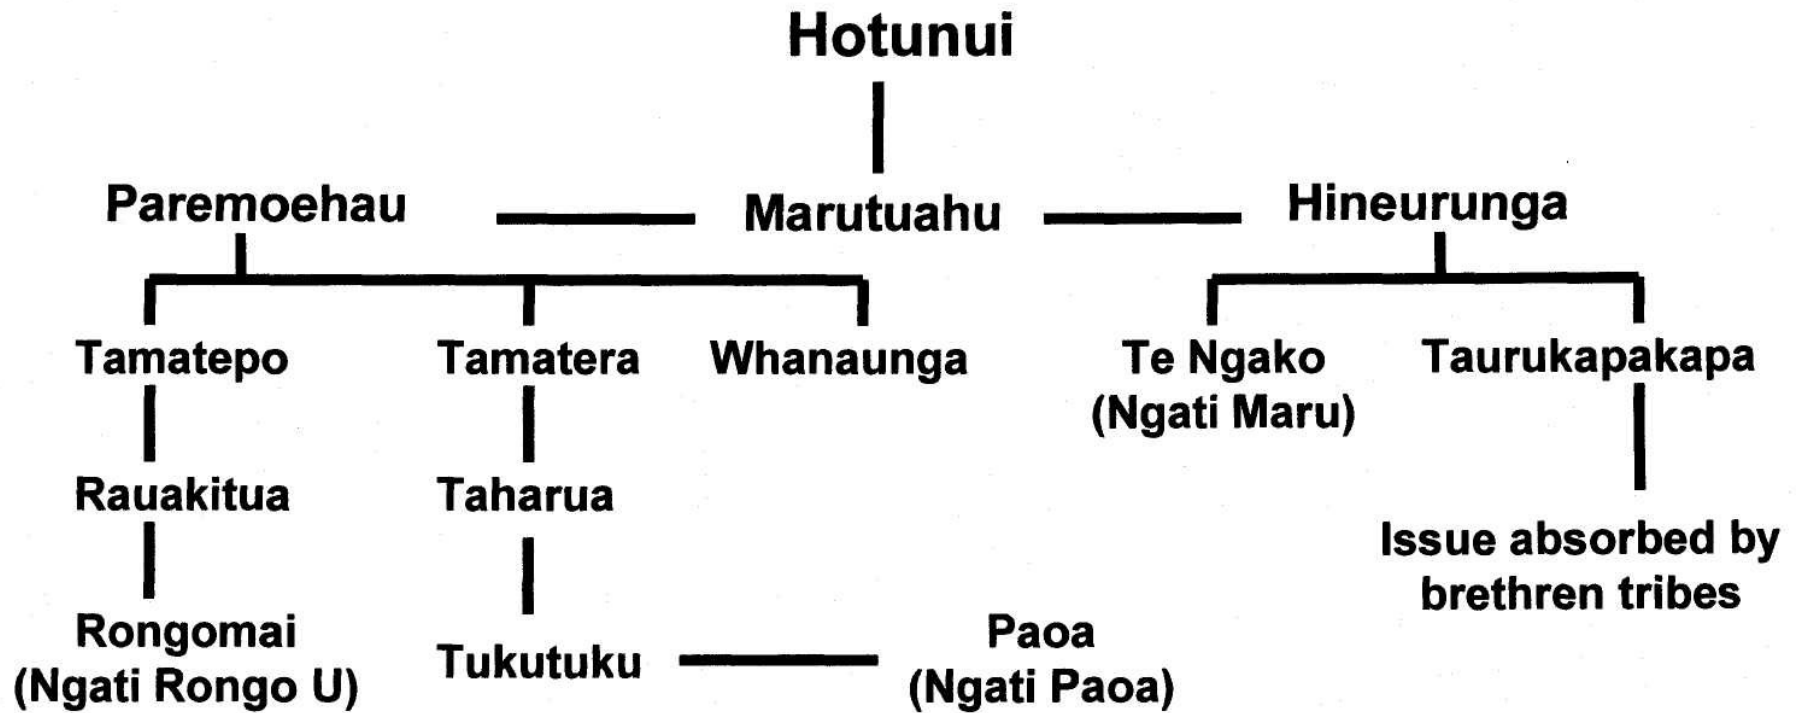 Hotunui
Paremoehau
Marutuahu
Hineurunga
Tamatepo
Tamatera
Whanaunga
Te Ngako
(Ngati Maru)
Taurukapakapa
Rauakitua
Taharua
Issue absorbed by
brethren tribes
Rongomai
(Ngati Rongo U)
Tukutuku
Paoa
(Ngati Paoa)